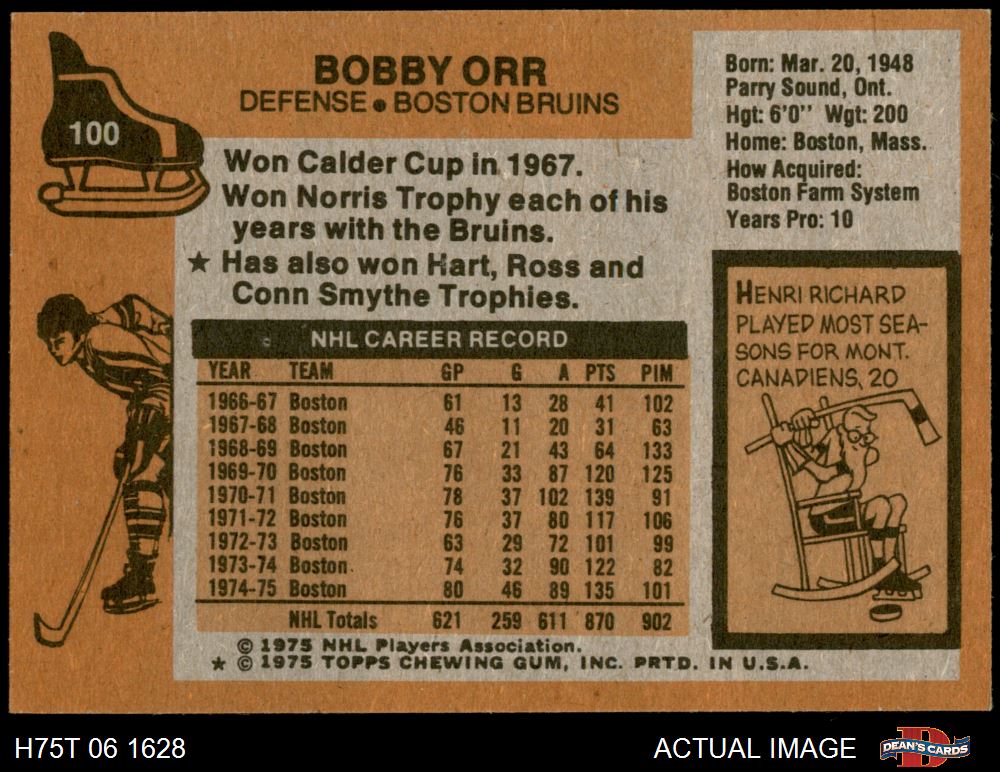 BOBBY ORR
DEFENSE ● BOSTON BRUINS
100
Won Calder Cup in 1967.
Won Norris Trophy each of his
years with the Bruins.
★ Has also won Hart, Ross and
Conn Smythe Trophies.
Born: Mar. 20, 1948
Parry Sound, Ont.
Hgt: 6'0'' Wgt: 200
Home: Boston, Mass.
How Acquired:
Boston Farm System
Years Pro: 10
NHL CAREER RECORD
YEAR TEAM GP G A PTS PIM
1966-67 Boston 61 13 28 41 102
1967-68 Boston 46 11 20 31 63
1968-69 Boston 67 21 43 64 133
1969-70 Boston 76 33 87 120 125
1970-71 Boston 78 37 102 139 91
1971-72 Boston 76 37 80 117 106
1972-73 Boston 63 29 72 101 99
1973-74 Boston 74 32 90 122 82
1974-75 Boston 80 46 89 135 101
NHL Totals 621 259 611 870 902
HENRI RICHARD
PLAYED MOST SEA-
SONS FOR MONT.
CANADIENS, 20
© 1975 NHL Players Association.
★ © 1975 TOPPS CHEWING GUM, INC. PRTD. IN U.S.A.
H75T 06 1628
ACTUAL IMAGE
D
DEAN'S CARDS